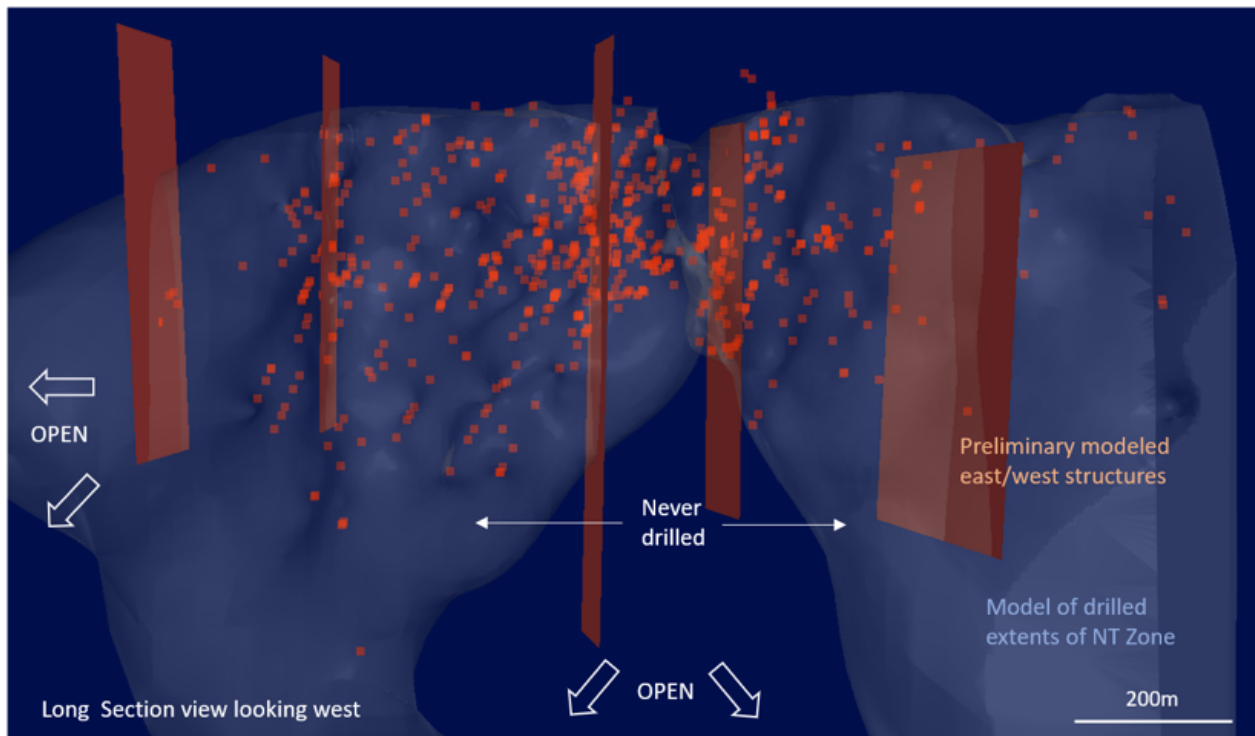 OPEN
Never
drilled
Preliminary modeled
east/west structures
Model of drilled
extents of NT Zone
OPEN
200m
Long Section view looking west